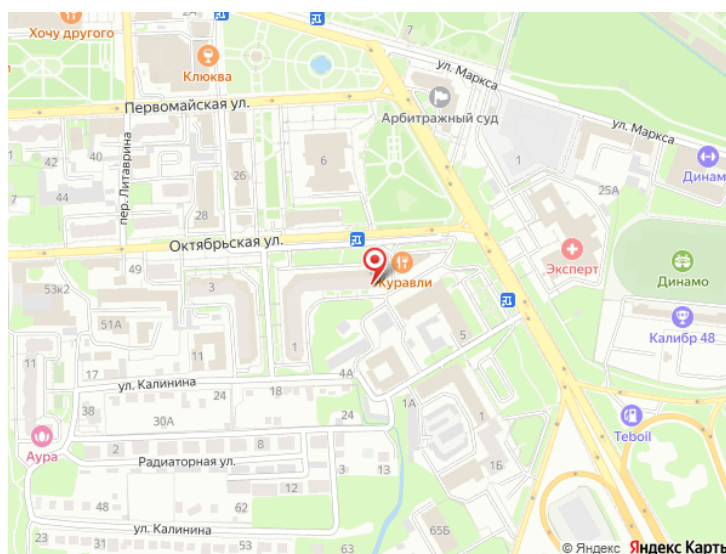 Хочу другого
2А
Клюква
Первомайская ул.
ул. Маркса
Арбитражный суд
ул. Маркса
пер. Литаврина
42
40
6
1
Динамо
26
44
25А
28
Октябрьская ул.
Эксперт
49
53к2
3
Журавли
Динамо
51А
5
Калибр 48
11
1
11
17
ул. Калинина
4А
18
38
30А
24
1А
1
Teboil
Аура
2
8
Радиаторная ул.
3
13
1Б
48
12
24
ул. Калинина
65Б
23
31
53
63
© Яндекс Яндекс Карты